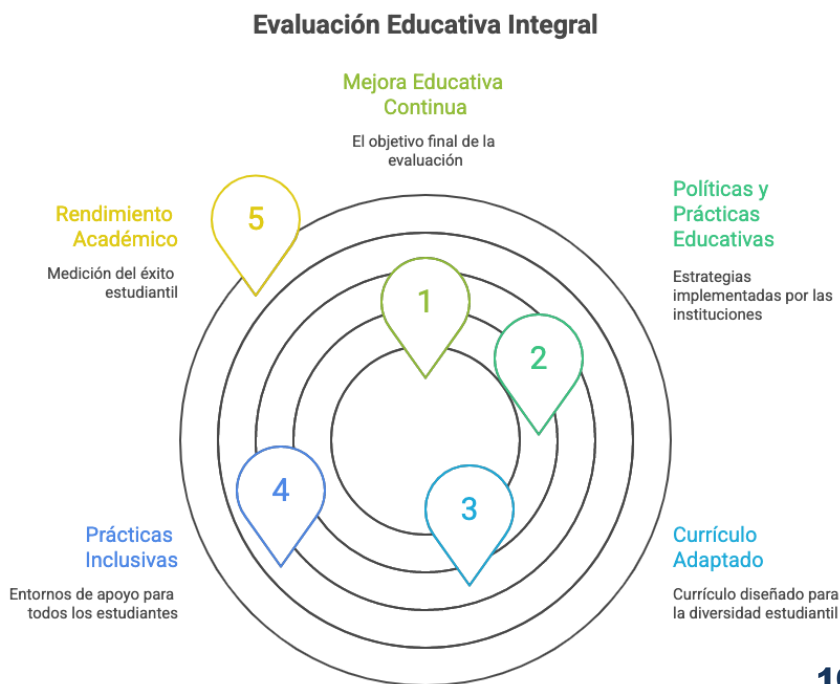 Evaluación Educativa Integral
Mejora Educativa
Continua
El objetivo final de la
evaluación
Rendimiento
Académico
Medición del éxito
estudiantil
5
1
Políticas y
Prácticas
Educativas
Estrategias
implementadas por las
instituciones
2
4
3
Prácticas
Inclusivas
Entornos de apoyo para
todos los estudiantes
Currículo
Adaptado
Currículo diseñado para
la diversidad estudiantil